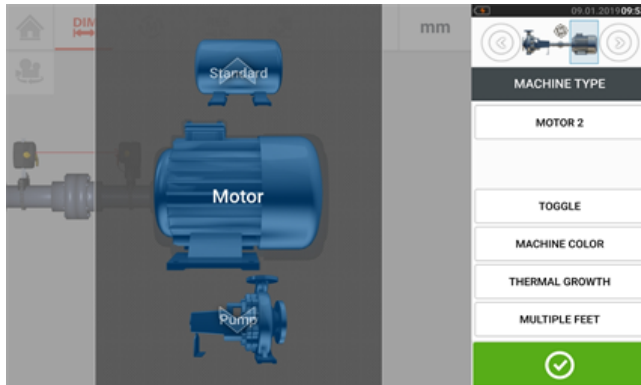 DIM
mm
Standard
Motor
Pump
09.01.2019 09:5
MACHINE TYPE
MOTOR 2
TOGGLE
MACHINE COLOR
THERMAL GROWTH
MULTIPLE FEET